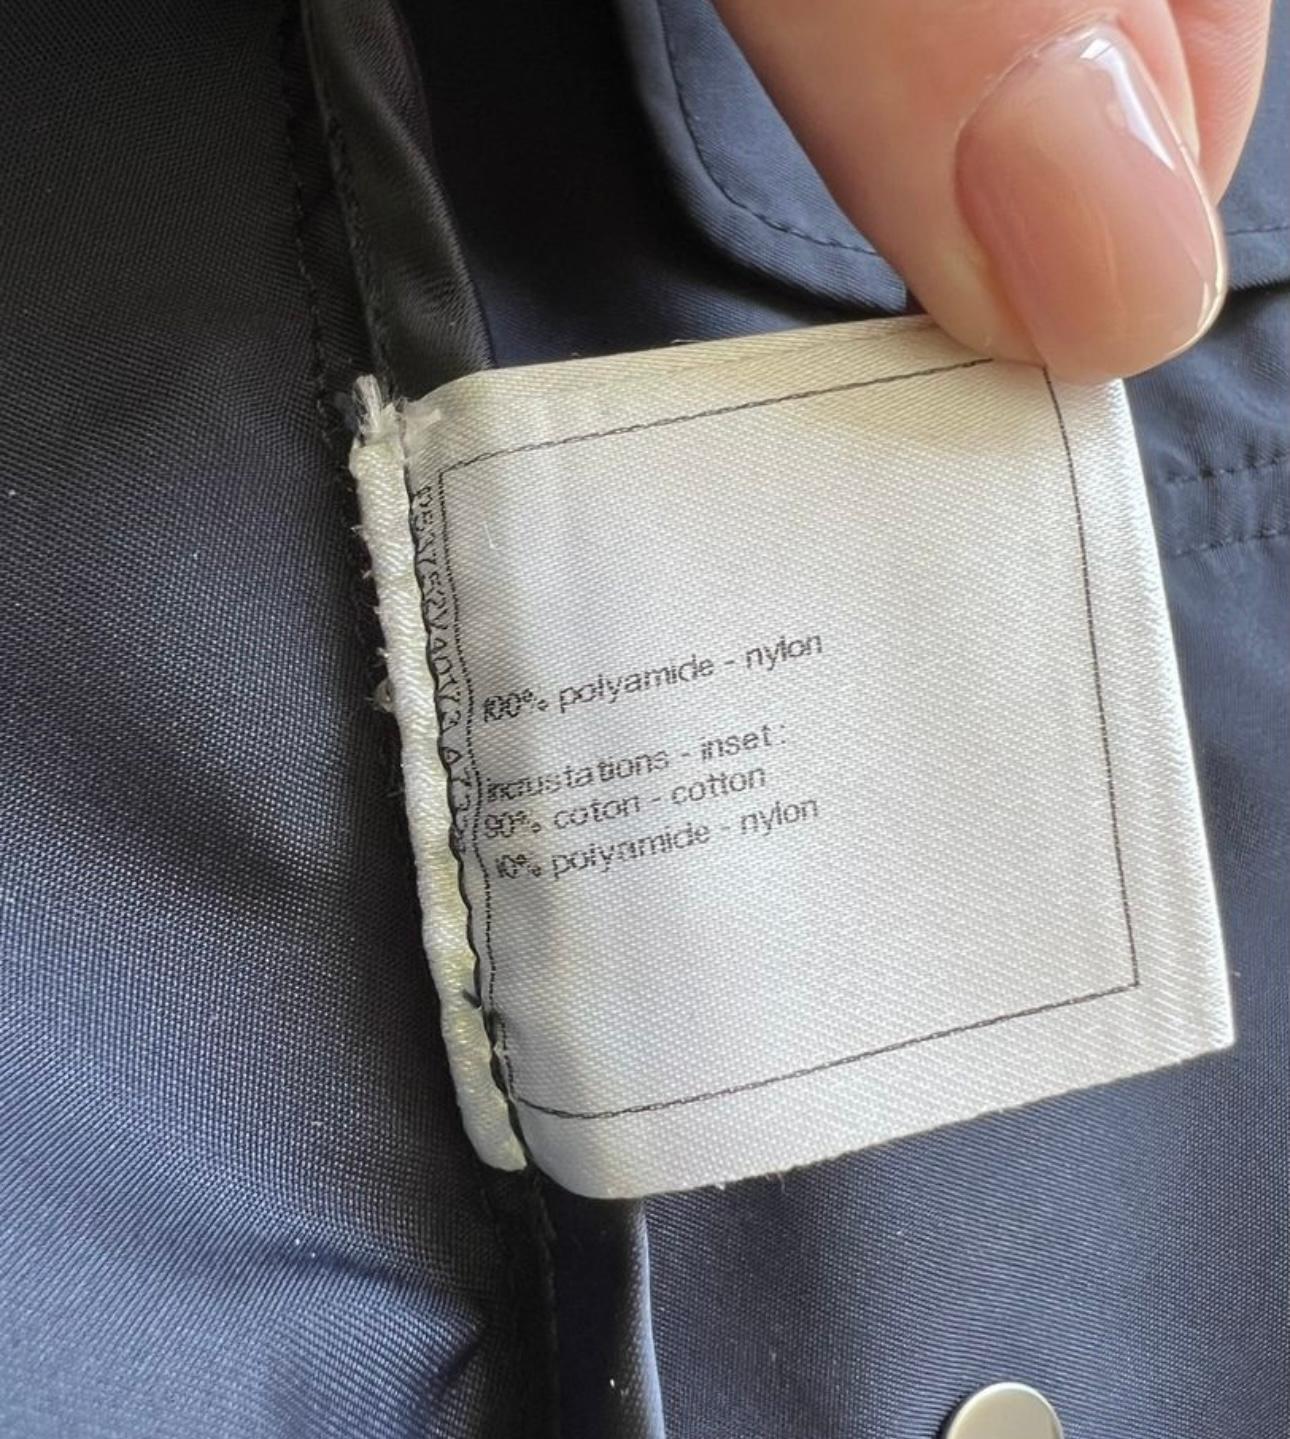 100% polyamide - nylon
incrustations - inset :
90% coton - cotton
10% polyamide - nylon